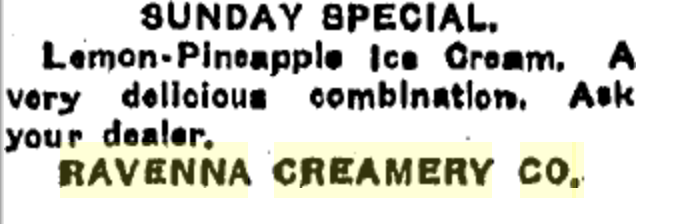 SUNDAY SPECIAL.
Lemon-Pineapple Ice Cream. A
very delicious combination. Ask
your dealer.
RAVENNA CREAMERY CO.